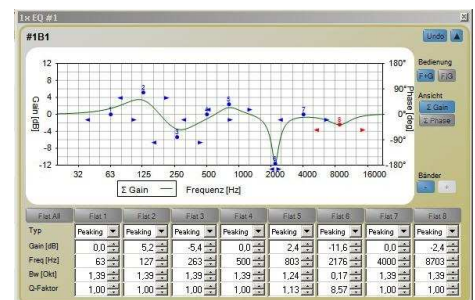 1x EQ #1
#1B1
Undo
Bedienung
F+G F/G
Ansicht
Σ Gain
Σ Phase
Bänder
- +
Gain [dB]
12
8
4
0
-4
-8
-12
180°
90°
0°
-90°
-180°
Phase [deg]
32 63 125 250 500 1000 2000 4000 8000 16000
Σ Gain Frequenz [Hz]
Flat All Flat 1 Flat 2 Flat 3 Flat 4 Flat 5 Flat 6 Flat 7 Flat 8
Typ Peaking Peaking Peaking Peaking Peaking Peaking Peaking Peaking
Gain [dB] 0,0 5,2 -5,4 0,0 2,4 -11,6 0,0 -2,4
Freq [Hz] 63 127 263 500 803 2176 4000 8703
Bw [Okt] 1,39 1,39 1,39 1,39 1,24 0,17 1,39 1,39
Q-Faktor 1,00 1,00 1,00 1,00 1,13 8,57 1,00 1,00